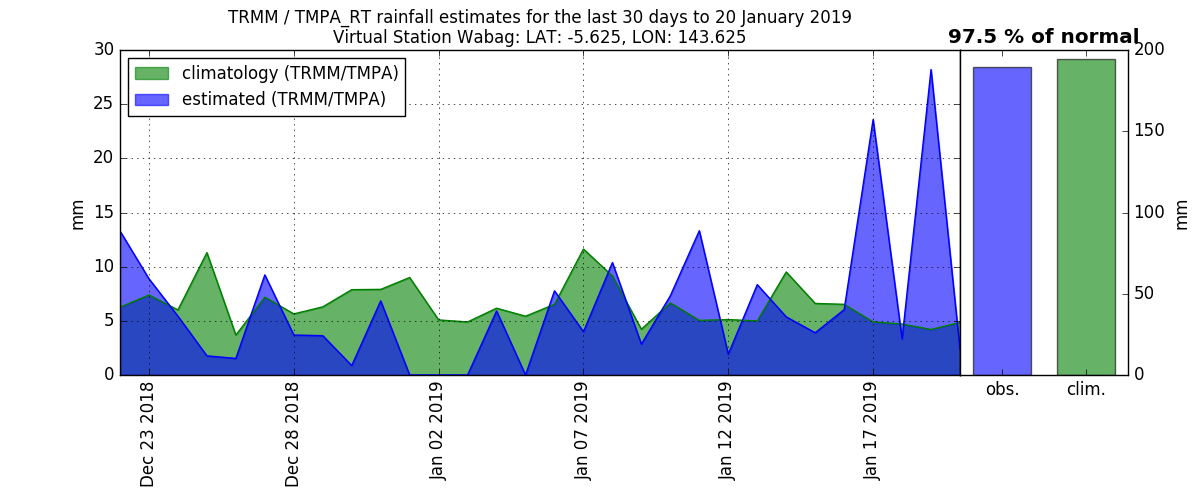 TRMM / TMPA_RT rainfall estimates for the last 30 days to 20 January 2019
Virtual Station Wabag: LAT: -5.625, LON: 143.625
97.5 % of normal
climatology (TRMM/TMPA)
estimated (TRMM/TMPA)
30
25
20
15
10
5
0
mm
200
150
100
50
0
mm
Dec 23 2018
Dec 28 2018
Jan 02 2019
Jan 07 2019
Jan 12 2019
Jan 17 2019
obs.
clim.